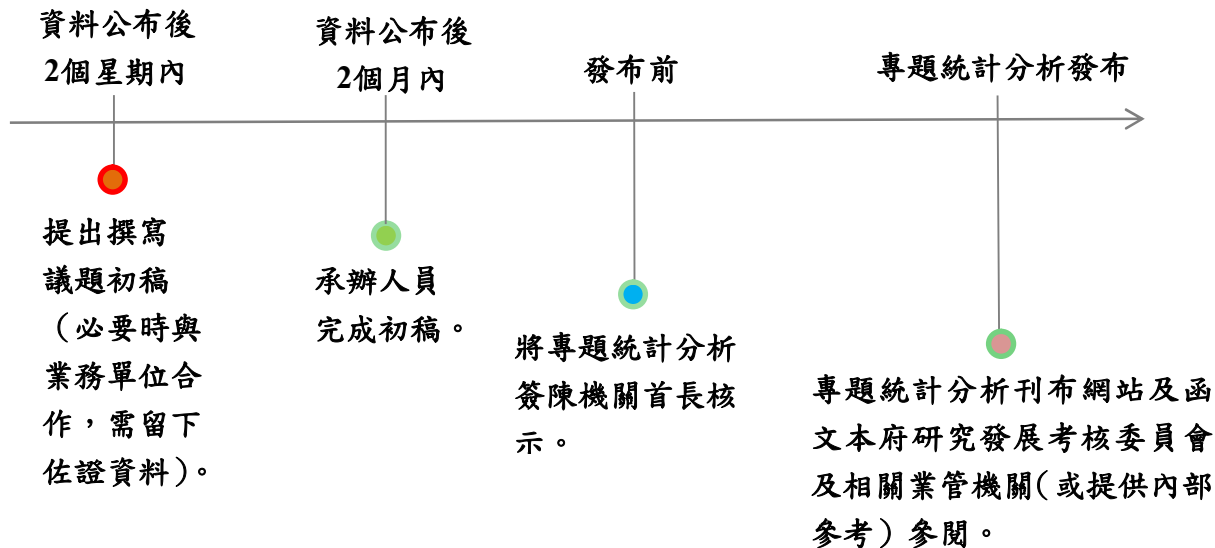 資料公布後
2個星期內
資料公布後
2個月內
發布前
專題統計分析發布
提出撰寫
議題初稿
（必要時與
業務單位合
作，需留下
佐證資料）。
承辦人員
完成初稿。
將專題統計分析
簽陳機關首長核
示。
專題統計分析刊布網站及函
文本府研究發展考核委員會
及相關業管機關(或提供內部
參考）參閱。